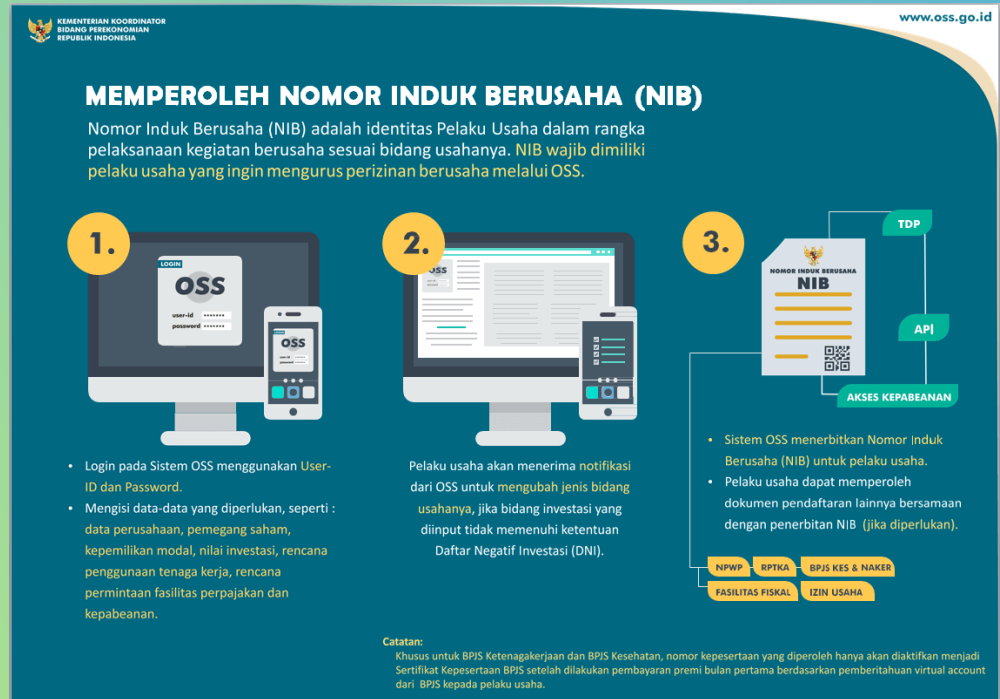 KEMENTERIAN KOORDINATOR
BIDANG PEREKONOMIAN
REPUBLIK INDONESIA
www.oss.go.id
MEMPEROLEH NOMOR INDUK BERUSAHA (NIB)
Nomor Induk Berusaha (NIB) adalah identitas Pelaku Usaha dalam rangka
pelaksanaan kegiatan berusaha sesuai bidang usahanya. NIB wajib dimiliki
pelaku usaha yang ingin mengurus perizinan berusaha melalui OSS.
1.
LOGIN
OSS
user-id
password
LOGIN
OSS
user-id
password
• Login pada Sistem OSS menggunakan User-
ID dan Password.
• Mengisi data-data yang diperlukan, seperti :
data perusahaan, pemegang saham,
kepemilikan modal, nilai investasi, rencana
penggunaan tenaga kerja, rencana
permintaan fasilitas perpajakan dan
kepabeanan.
2.
OSS
Pelaku usaha akan menerima notifikasi
dari OSS untuk mengubah jenis bidang
usahanya, jika bidang investasi yang
diinput tidak memenuhi ketentuan
Daftar Negatif Investasi (DNI).
3.
NOMOR INDUK BERUSAHA
NIB
TDP
API
AKSES KEPABEANAN
• Sistem OSS menerbitkan Nomor Induk
Berusaha (NIB) untuk pelaku usaha.
• Pelaku usaha dapat memperoleh
dokumen pendaftaran lainnya bersamaan
dengan penerbitan NIB (jika diperlukan).
NPWP RPTKA BPJS KES & NAKER
FASILITAS FISKAL IZIN USAHA
Catatan:
Khusus untuk BPJS Ketenagakerjaan dan BPJS Kesehatan, nomor kepesertaan yang diperoleh hanya akan diaktifkan menjadi
Sertifikat Kepesertaan BPJS setelah dilakukan pembayaran premi bulan pertama berdasarkan pemberitahuan virtual account
dari BPJS kepada pelaku usaha.